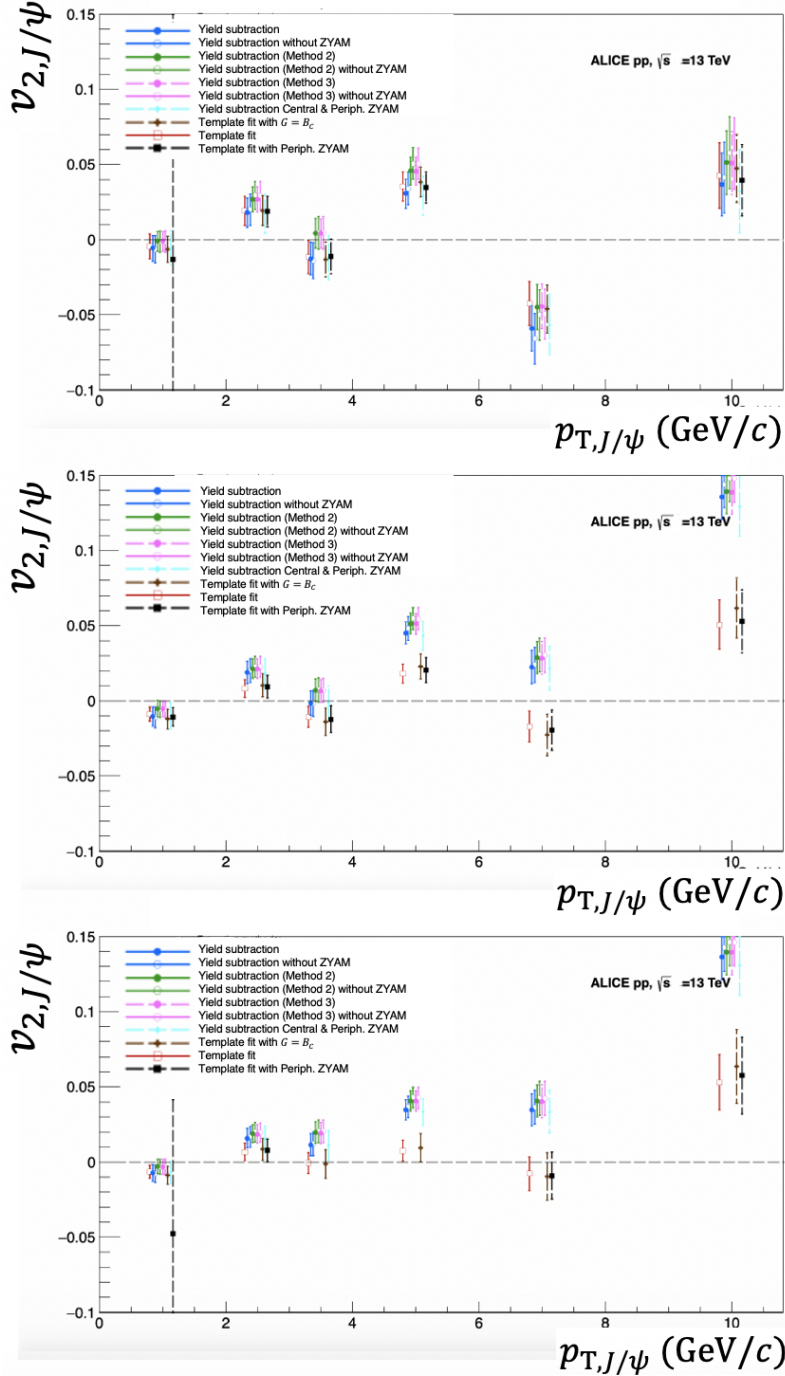 0.15
0.1
0.05
0
−0.05
−0.1
v2,J/ψ
Yield subtraction
Yield subtraction without ZYAM
Yield subtraction (Method 2)
Yield subtraction (Method 2) without ZYAM
Yield subtraction (Method 3)
Yield subtraction (Method 3) without ZYAM
Yield subtraction Central & Periph. ZYAM
Template fit with G = Bc
Template fit
Template fit with Periph. ZYAM
ALICE pp, √s =13 TeV
0 2 4 6 8 10
pT,J/ψ (GeV/c)
0.15
0.1
0.05
0
−0.05
−0.1
v2,J/ψ
Yield subtraction
Yield subtraction without ZYAM
Yield subtraction (Method 2)
Yield subtraction (Method 2) without ZYAM
Yield subtraction (Method 3)
Yield subtraction (Method 3) without ZYAM
Yield subtraction Central & Periph. ZYAM
Template fit with G = Bc
Template fit
Template fit with Periph. ZYAM
ALICE pp, √s =13 TeV
0 2 4 6 8 10
pT,J/ψ (GeV/c)
0.15
0.1
0.05
0
−0.05
−0.1
v2,J/ψ
Yield subtraction
Yield subtraction without ZYAM
Yield subtraction (Method 2)
Yield subtraction (Method 2) without ZYAM
Yield subtraction (Method 3)
Yield subtraction (Method 3) without ZYAM
Yield subtraction Central & Periph. ZYAM
Template fit with G = Bc
Template fit
Template fit with Periph. ZYAM
ALICE pp, √s =13 TeV
0 2 4 6 8 10
pT,J/ψ (GeV/c)